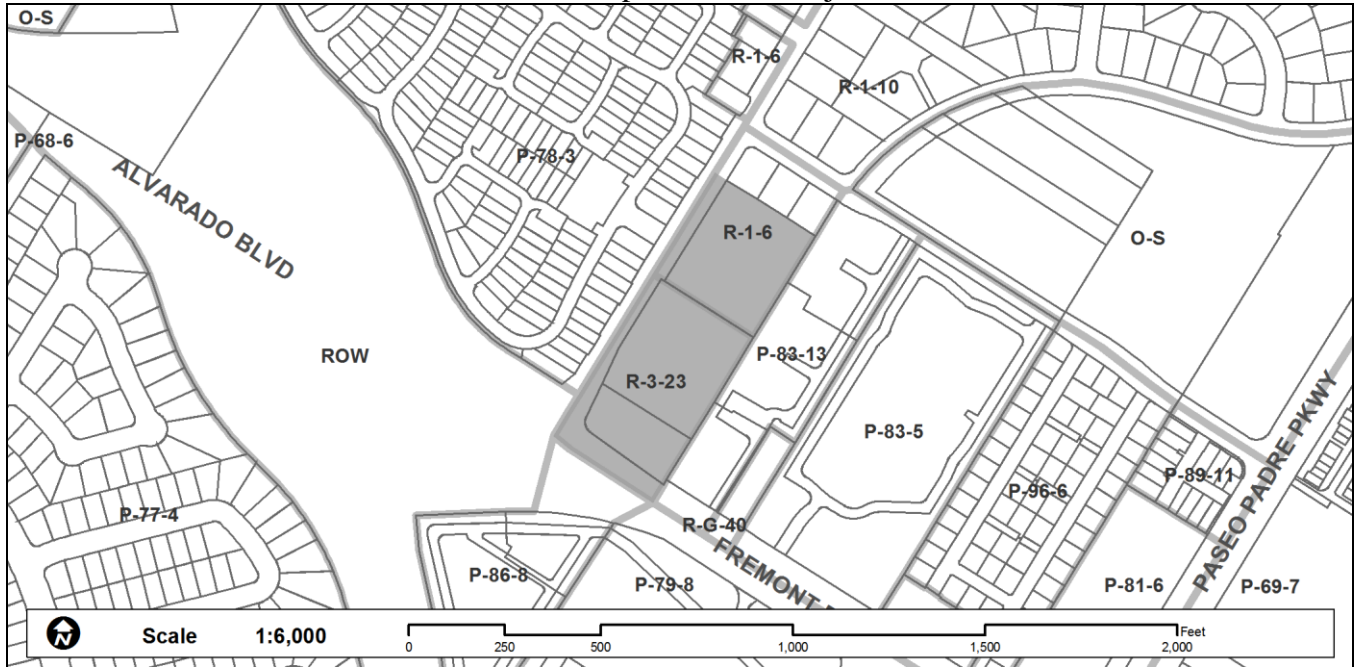 O-S
R-1-6
R-1-10
P-68-6
P-78-3
ALVARADO BLVD
R-1-6
O-S
ROW
P-83-13
R-3-23
P-83-5
PASEO PADRE PKWY
P-89-11
P-96-6
P-77-4
R-G-40
FREMONT
P-86-8
P-79-8
P-81-6
P-69-7
N
Scale 1:6,000
0 250 500 1,000 1,500 2,000 Feet